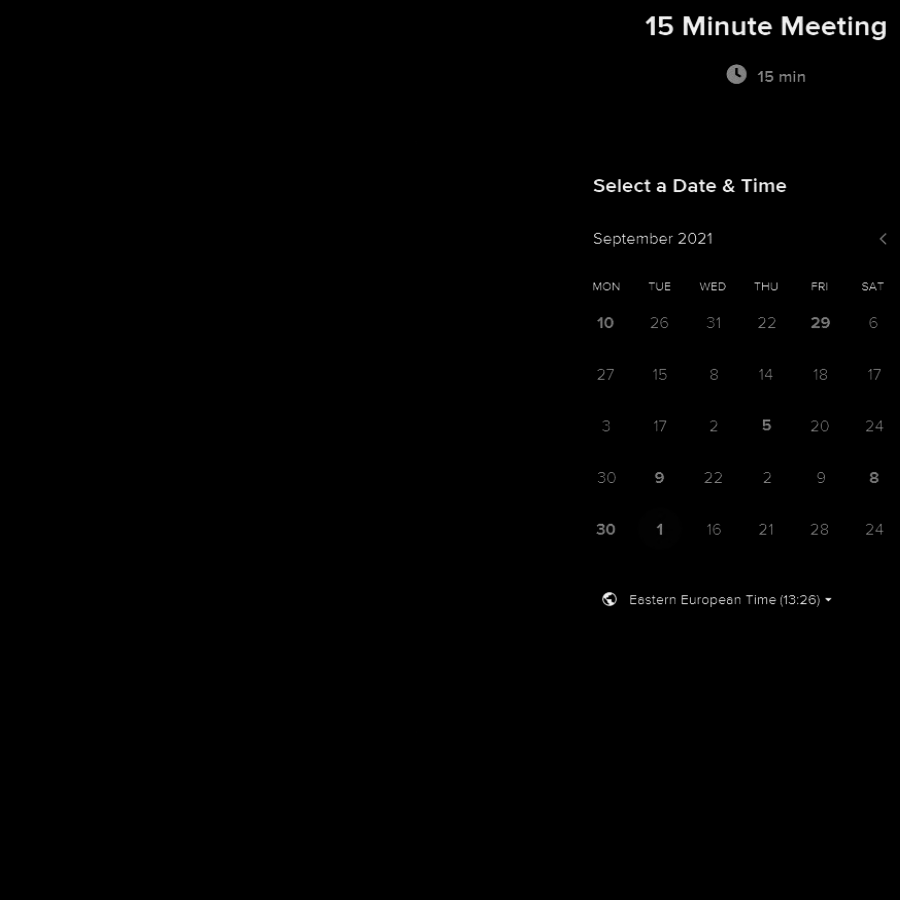 15 Minute Meeting
15 min
Select a Date & Time
September 2021
MON TUE WED THU FRI SAT
10 26 31 22 29 6
27 15 8 14 18 17
3 17 2 5 20 24
30 9 22 2 9 8
30 1 16 21 28 24
Eastern European Time (13:26)